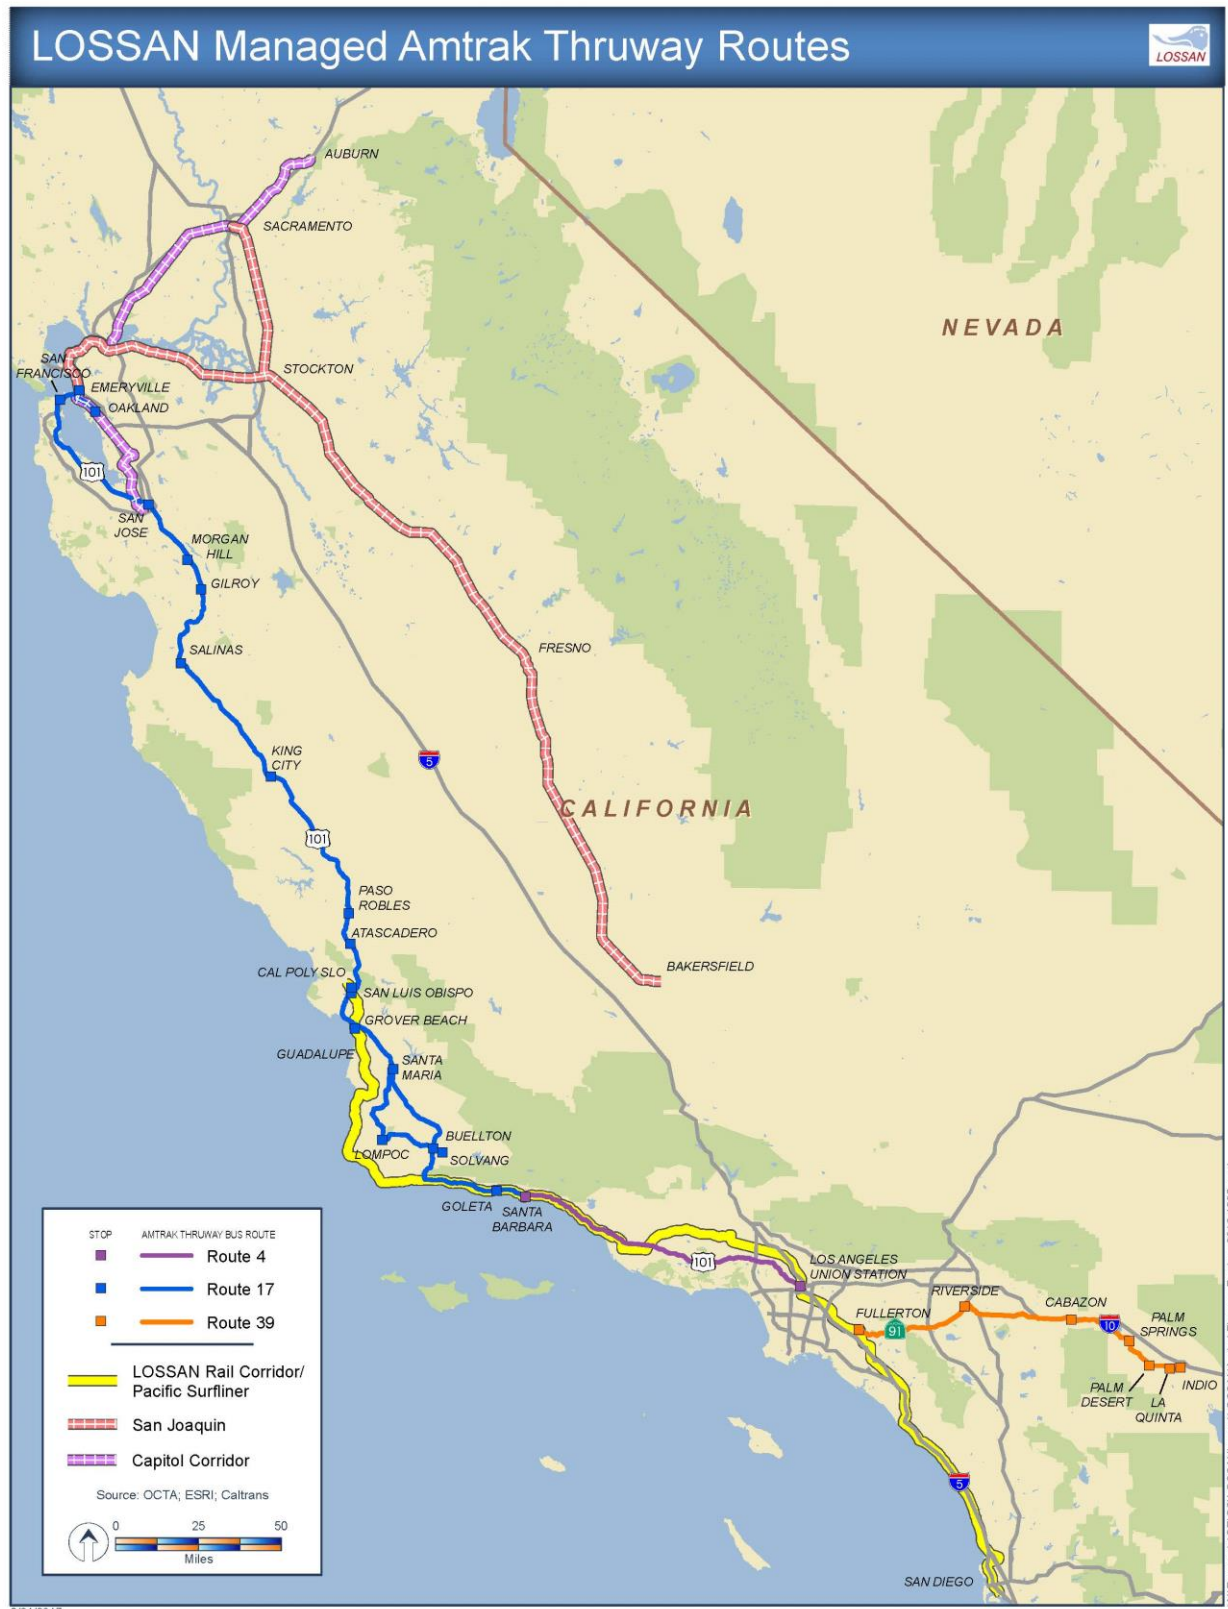 LOSSAN Managed Amtrak Thruway Routes
LOSSAN
AUBURN
SACRAMENTO
NEVADA
SAN
FRANCISCO
EMERYVILLE
OAKLAND
STOCKTON
101
SAN
JOSE
MORGAN
HILL
GILROY
SALINAS
FRESNO
KING
CITY
5
CALIFORNIA
101
PASO
ROBLES
ATASCADERO
CAL POLY SLO
SAN LUIS OBISPO
BAKERSFIELD
GROVER BEACH
GUADALUPE
SANTA
MARIA
BUELLTON
LOMPOC
SOLVANG
GOLETA
SANTA
BARBARA
101
LOS ANGELES
UNION STATION
FULLERTON
91
RIVERSIDE
CABAZON
10
PALM
SPRINGS
PALM
DESERT
LA
QUINTA
INDIO
5
SAN DIEGO
STOP AMTRAK THRUWAY BUS ROUTE
Route 4
Route 17
Route 39
LOSSAN Rail Corridor/
Pacific Surfliner
San Joaquin
Capitol Corridor
Source: OCTA; ESRI; Caltrans
0 25 50
Miles